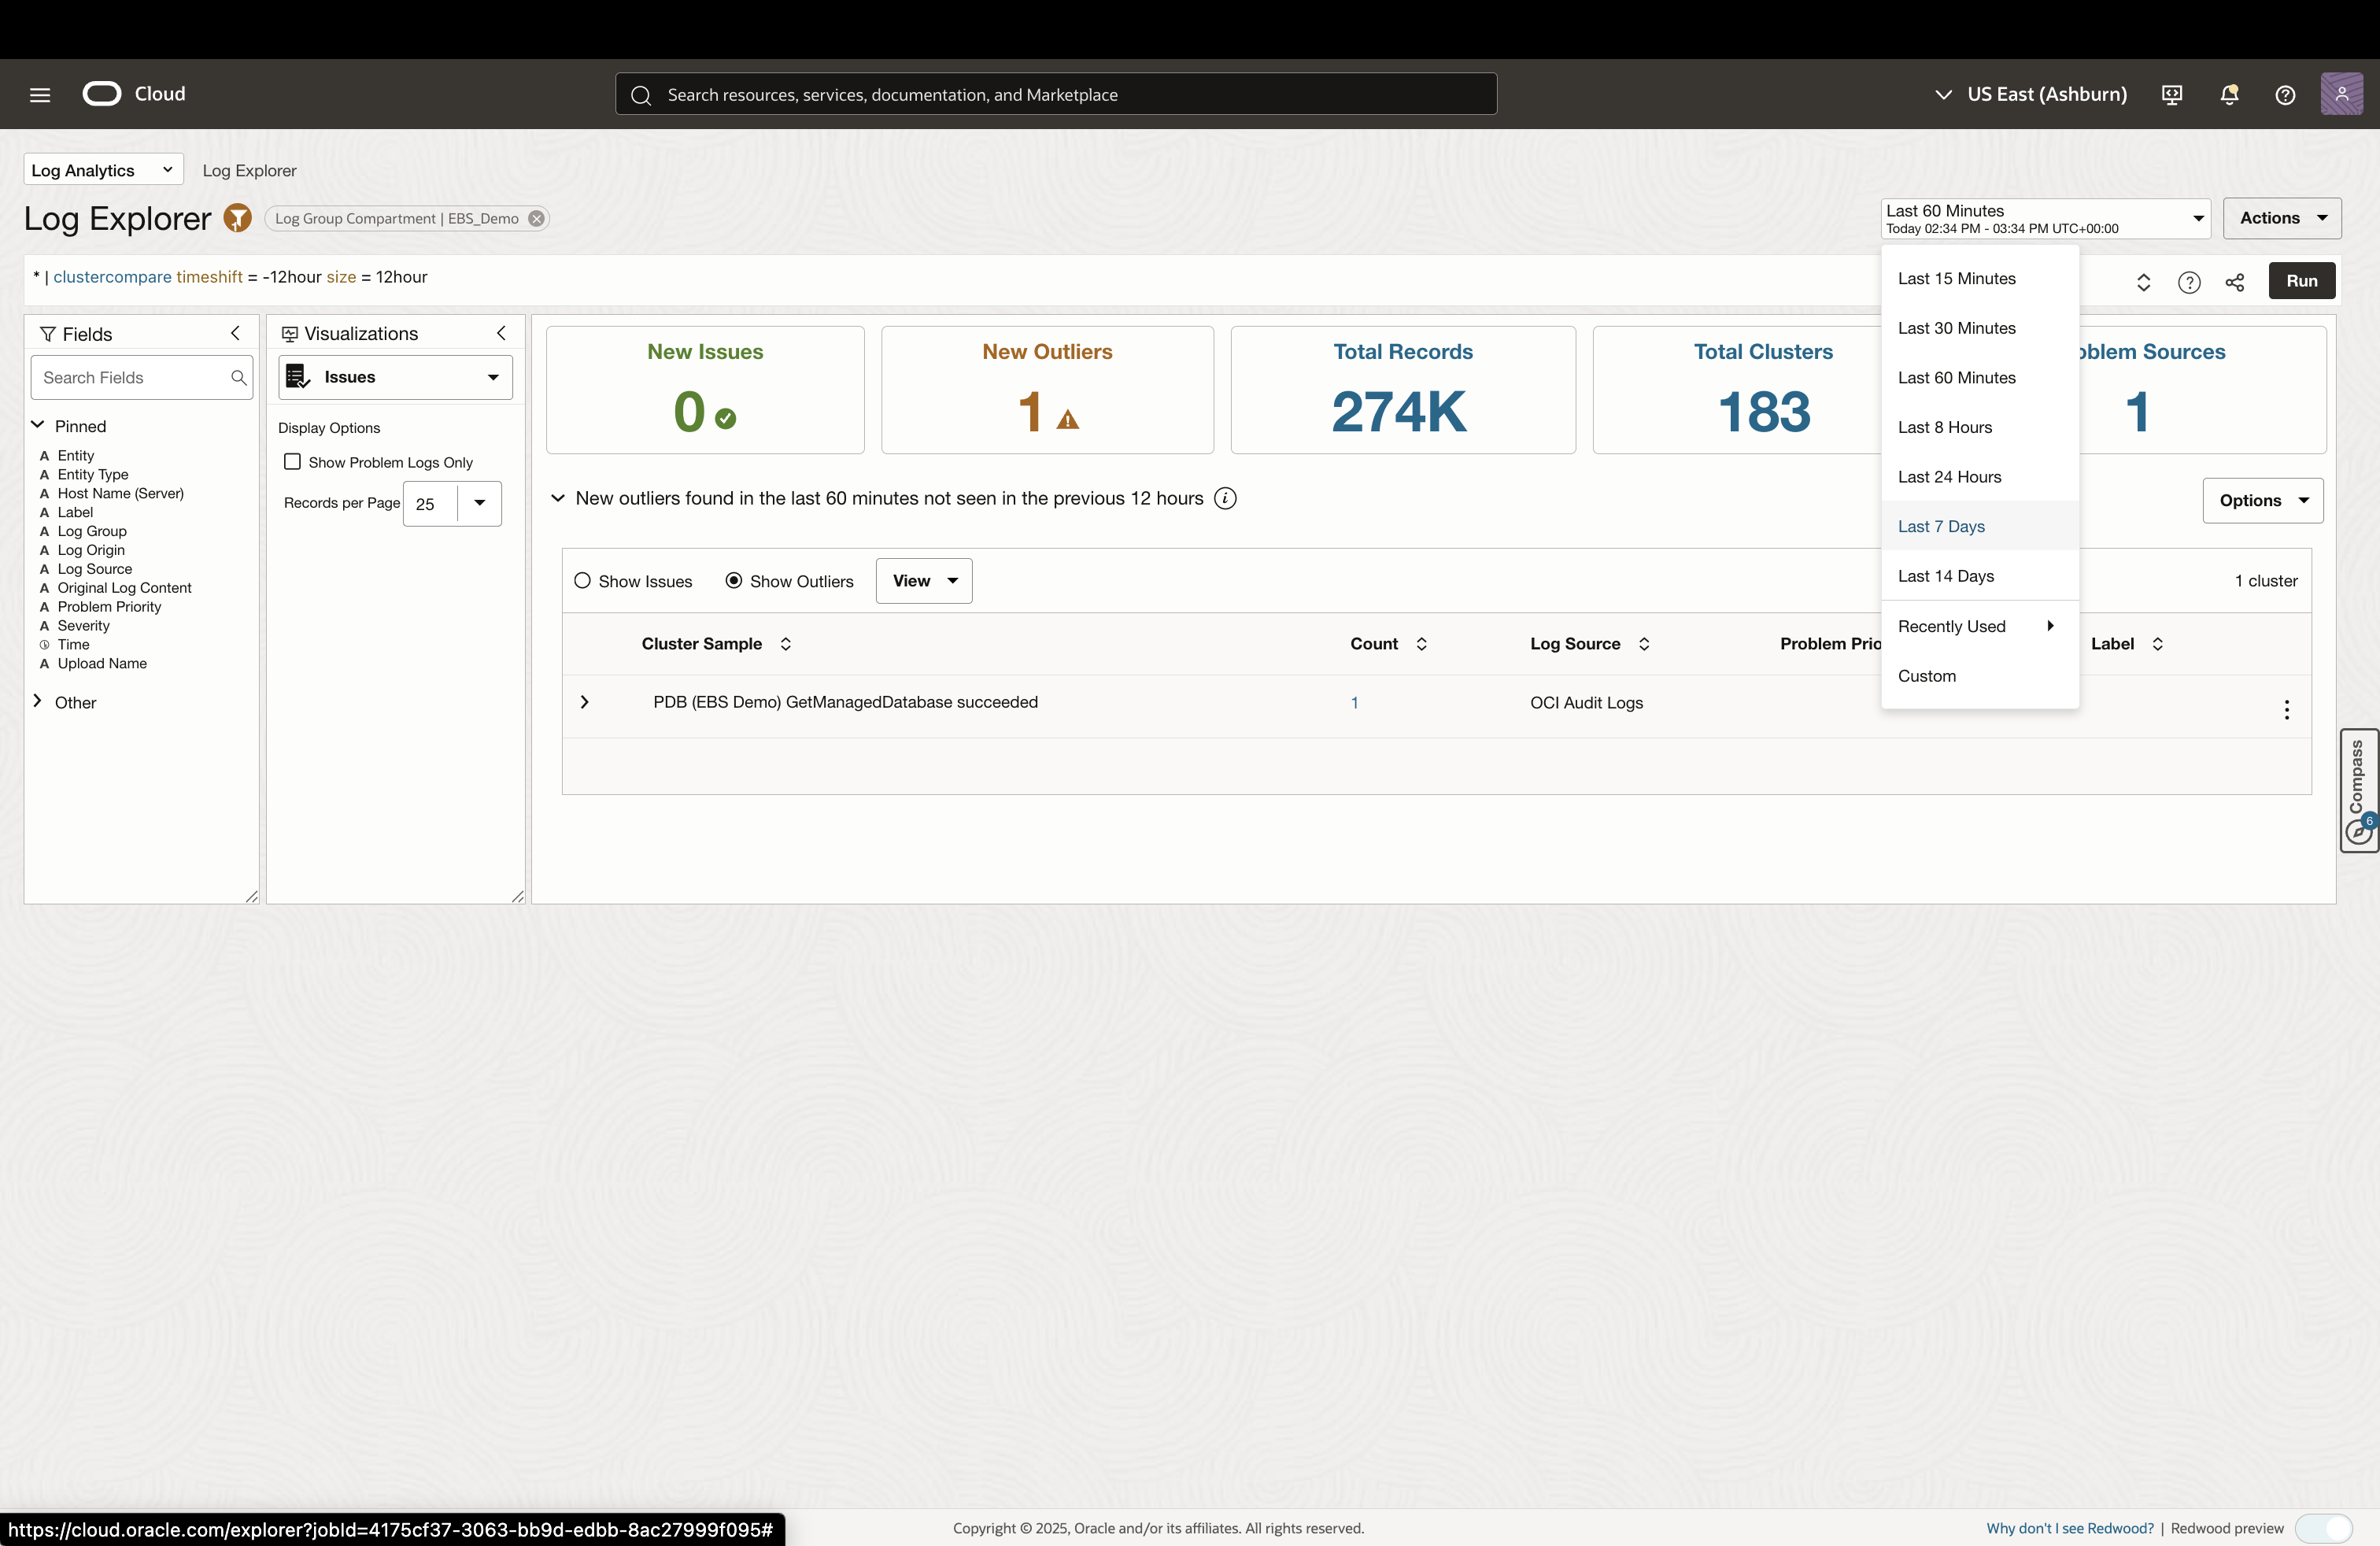 Cloud
Search resources, services, documentation, and Marketplace
US East (Ashburn)
Log Analytics
Log Explorer
Log Explorer
Log Group Compartment | EBS_Demo
Last 60 Minutes
Today 02:34 PM - 03:34 PM UTC+00:00
Actions
* | clustercompare timeshift = -12hour size = 12hour
Run
Fields
Search Fields
Pinned
A Entity
A Entity Type
A Host Name (Server)
A Label
A Log Group
A Log Origin
A Log Source
A Original Log Content
A Problem Priority
A Severity
Time
A Upload Name
Other
Visualizations
Issues
Display Options
Show Problem Logs Only
Records per Page 25
New Issues
0
New Outliers
1
Total Records
274K
Total Clusters
183
oblem Sources
1
Last 15 Minutes
Last 30 Minutes
Last 60 Minutes
Last 8 Hours
Last 24 Hours
Last 7 Days
Last 14 Days
Recently Used
Custom
New outliers found in the last 60 minutes not seen in the previous 12 hours
Options
Show Issues Show Outliers View
1 cluster
Cluster Sample Count Log Source Problem Prio Label
PDB (EBS Demo) GetManagedDatabase succeeded 1 OCI Audit Logs
Compass
6
https://cloud.oracle.com/explorer?jobId=4175cf37-3063-bb9d-edbb-8ac27999f095#
Copyright © 2025, Oracle and/or its affiliates. All rights reserved.
Why don't I see Redwood? | Redwood preview